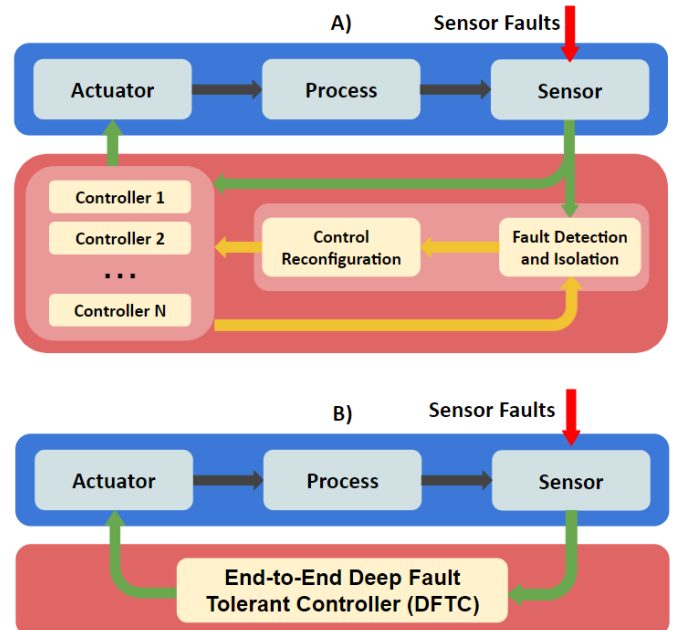 A)
Sensor Faults
Actuator
Process
Sensor
Controller 1
Controller 2
...
Controller N
Control
Reconfiguration
Fault Detection
and Isolation
B)
Sensor Faults
Actuator
Process
Sensor
End-to-End Deep Fault
Tolerant Controller (DFTC)